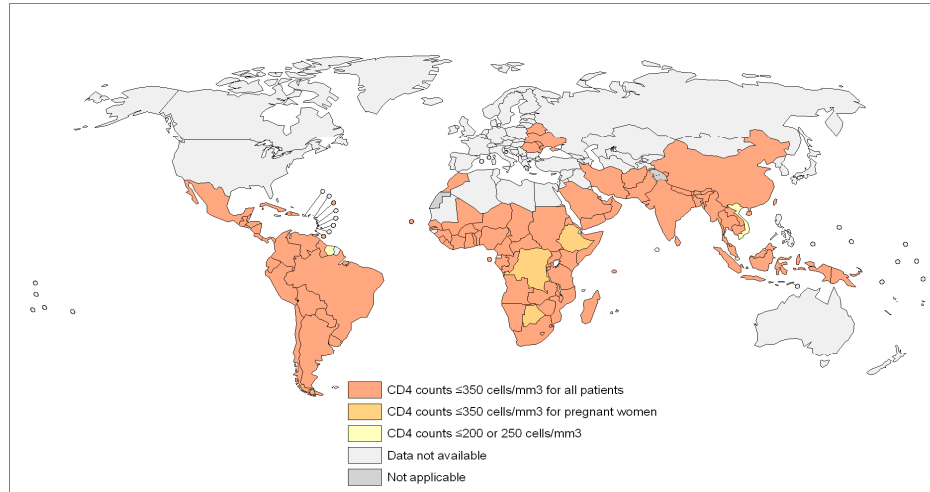 CD4 counts ≤350 cells/mm3 for all patients
CD4 counts ≤350 cells/mm3 for pregnant women
CD4 counts ≤200 or 250 cells/mm3
Data not available
Not applicable